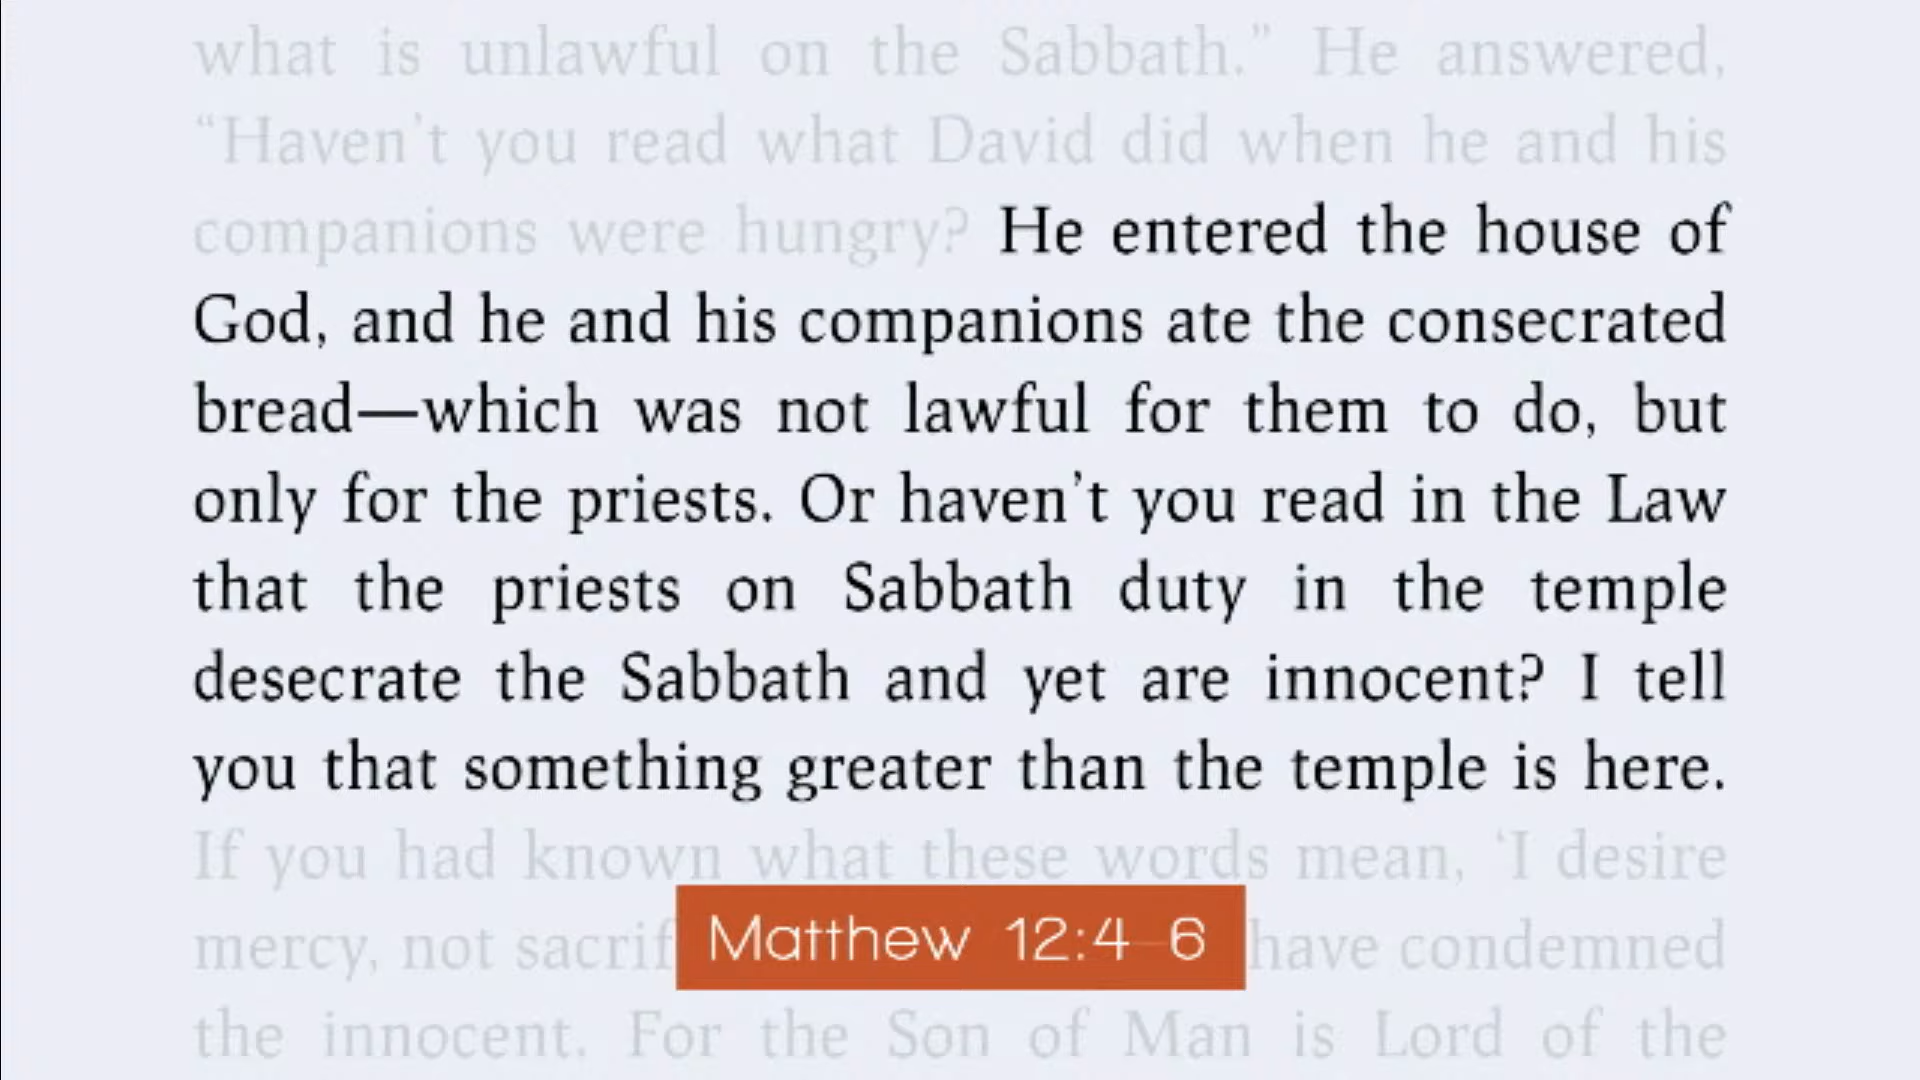 what is unlawful on the Sabbath.” He answered,
“Haven’t you read what David did when he and his
companions were hungry? He entered the house of
God, and he and his companions ate the consecrated
bread—which was not lawful for them to do, but
only for the priests. Or haven’t you read in the Law
that the priests on Sabbath duty in the temple
desecrate the Sabbath and yet are innocent? I tell
you that something greater than the temple is here.
If you had known what these words mean, ‘I desire
mercy, not sacrif have condemned
Matthew 12:4–6
the innocent. For the Son of Man is Lord of the